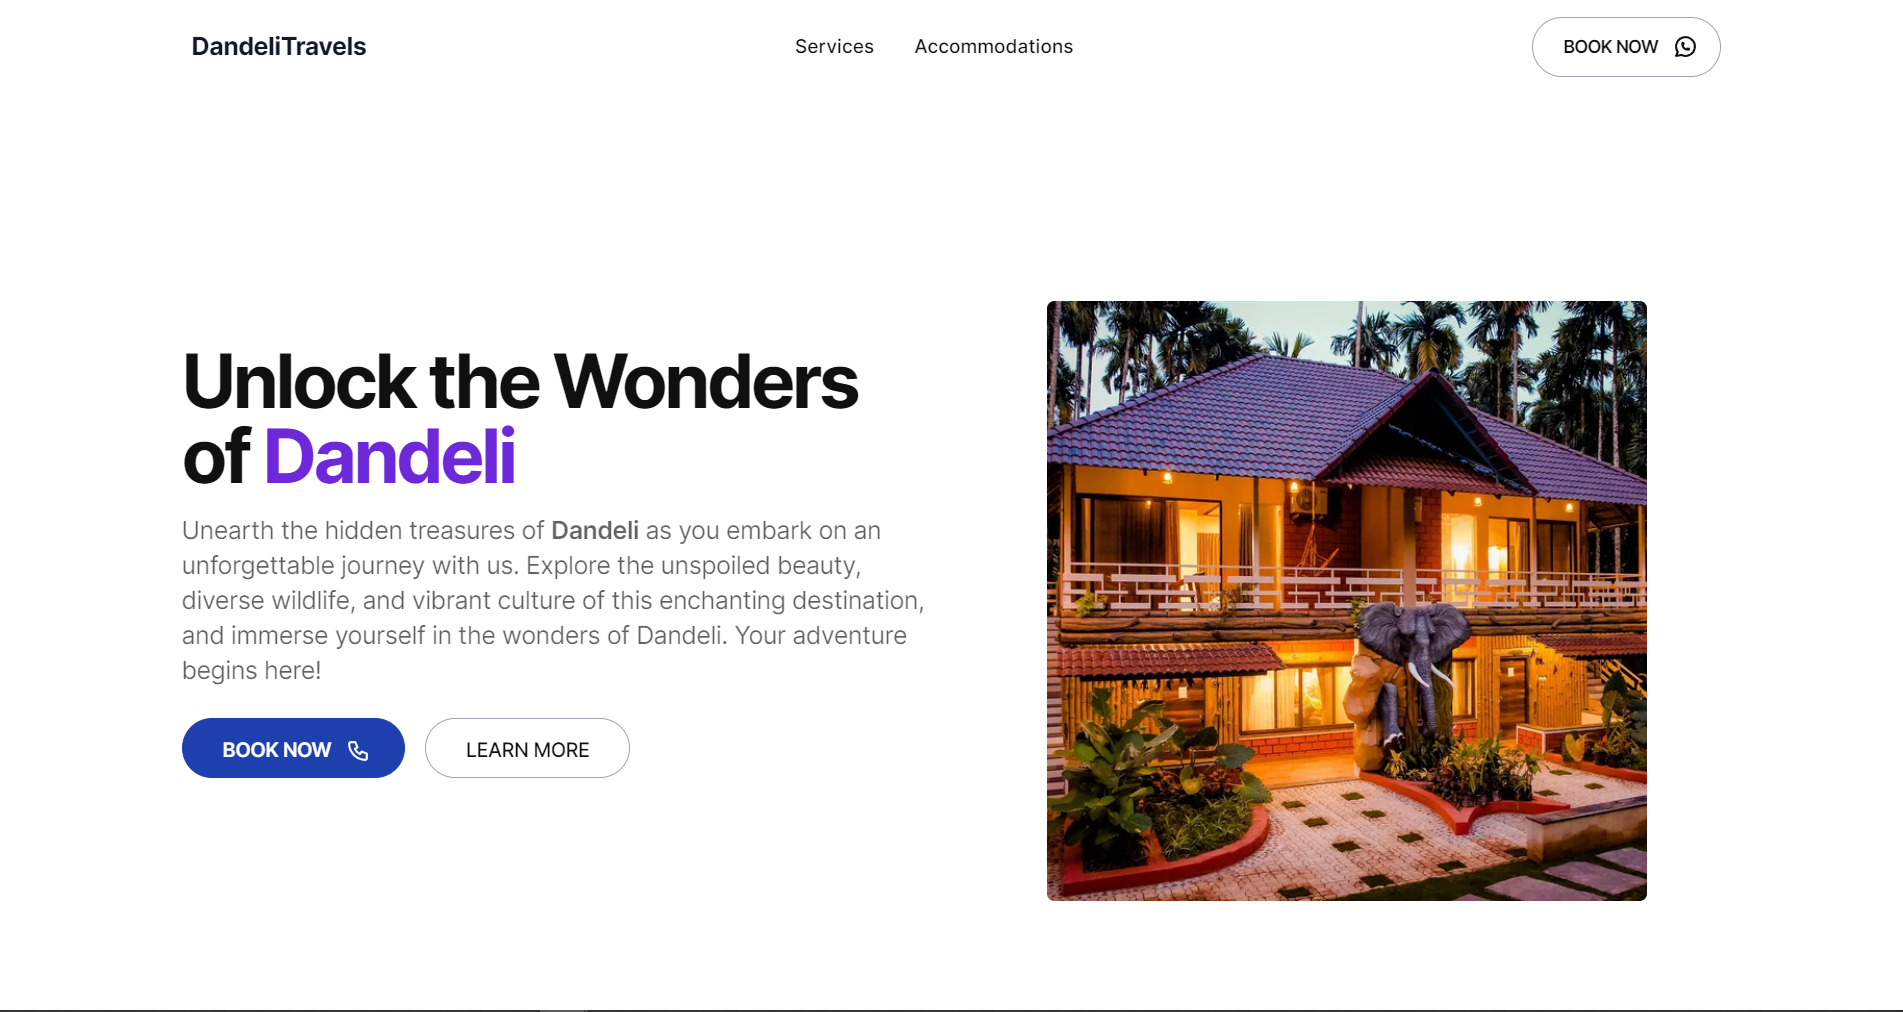 DandeliTravels
Services
Accommodations
BOOK NOW
Unlock the Wonders
of Dandeli
Unearth the hidden treasures of Dandeli as you embark on an
unforgettable journey with us. Explore the unspoiled beauty,
diverse wildlife, and vibrant culture of this enchanting destination,
and immerse yourself in the wonders of Dandeli. Your adventure
begins here!
BOOK NOW
LEARN MORE